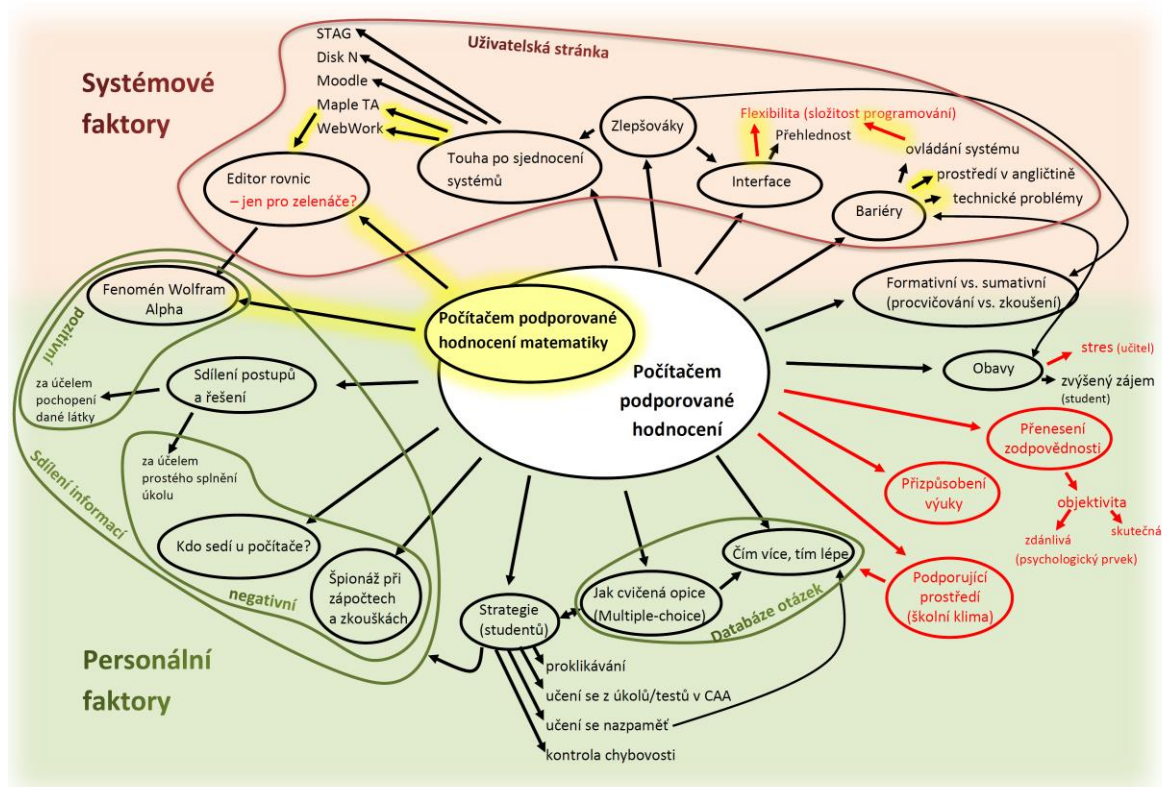 STAG
Disk N
Moodle
Maple TA
WebWork
Uživatelská stránka
Systémové
faktory
Zlepšováky
Flexibilita (složitost programování)
Přehlednost
ovládání systému
prostředí v angličtině
technické problémy
Touha po sjednocení
systémů
Interface
Bariéry
Editor rovnic
– jen pro zelenáče?
Fenomén Wolfram
Alpha
Formativní vs. sumativní
(procvičování vs. zkoušení)
Počítačem podporované
hodnocení matematiky
Počítačem
podporované
hodnocení
pozitivní
Sdílení postupů
a řešení
za účelem
pochopení
dané látky
Obavy
stres (učitel)
zvýšený zájem
(student)
Přenesení
zodpovědnosti
objektivita
skutečná
zdánlivá
(psychologický prvek)
Sdílení informací
za účelem
prostého splnění
úkolu
Přizpůsobení
výuky
Kdo sedí u počítače?
Čím více, tím lépe
Podporující
prostředí
(školní klima)
negativní
Špionáž při
zápočtech
a zkouškách
Strategie
(studentů)
Jak cvičená opice
(Multiple-choice)
Databáze otázek
Personální
faktory
proklikávání
učení se z úkolů/testů v CAA
učení se nazpaměť
kontrola chybovosti